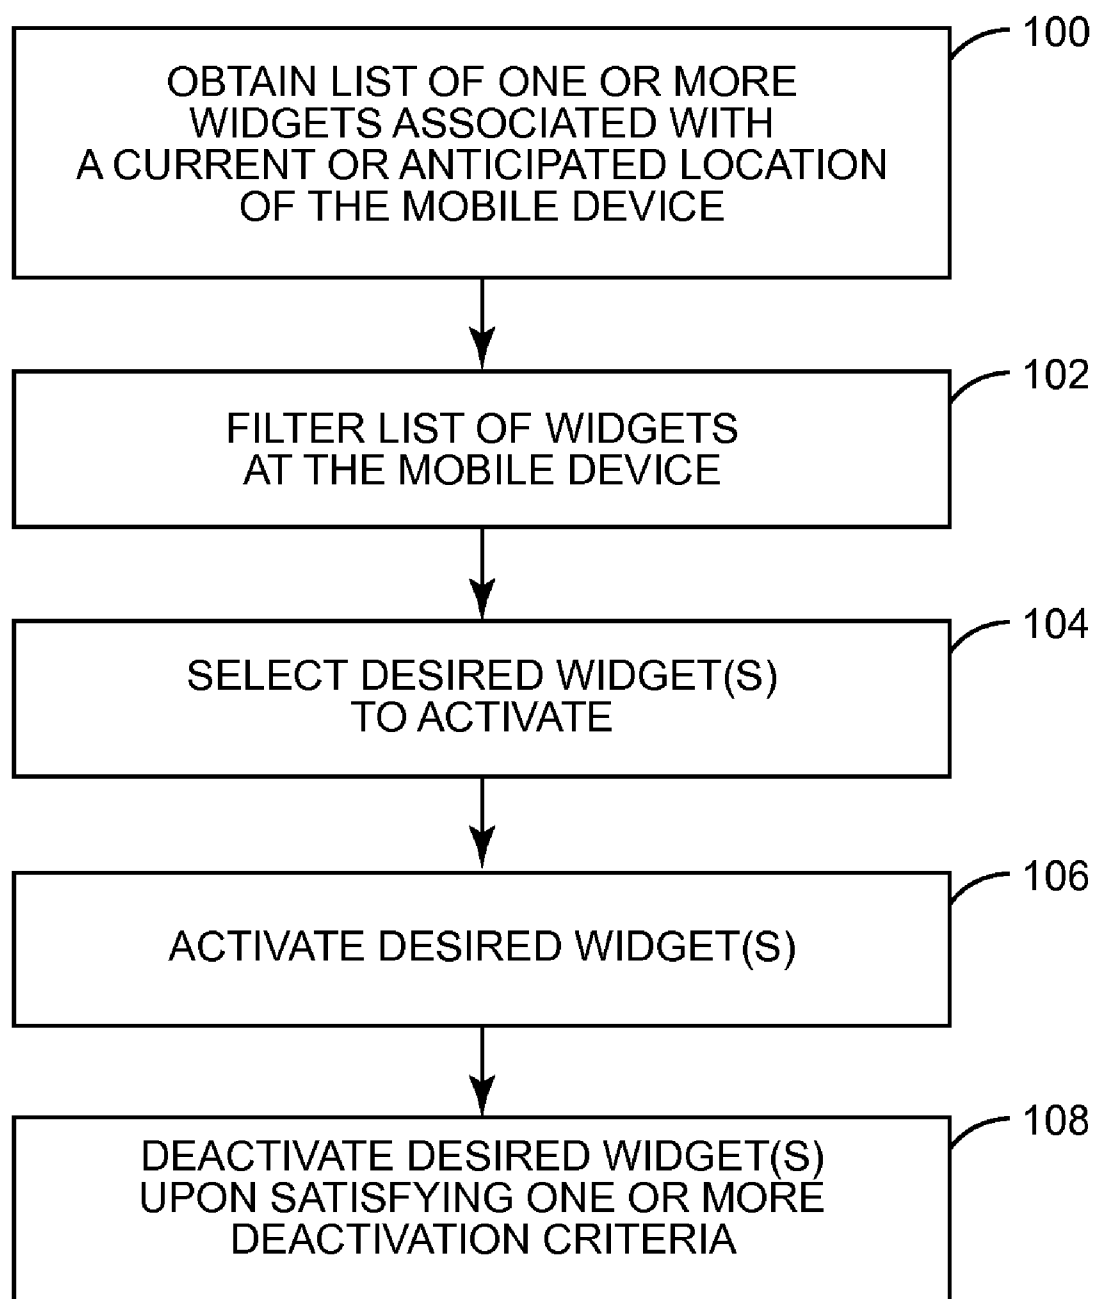 100
OBTAIN LIST OF ONE OR MORE
WIDGETS ASSOCIATED WITH
A CURRENT OR ANTICIPATED LOCATION
OF THE MOBILE DEVICE
102
FILTER LIST OF WIDGETS
AT THE MOBILE DEVICE
104
SELECT DESIRED WIDGET(S)
TO ACTIVATE
106
ACTIVATE DESIRED WIDGET(S)
108
DEACTIVATE DESIRED WIDGET(S)
UPON SATISFYING ONE OR MORE
DEACTIVATION CRITERIA